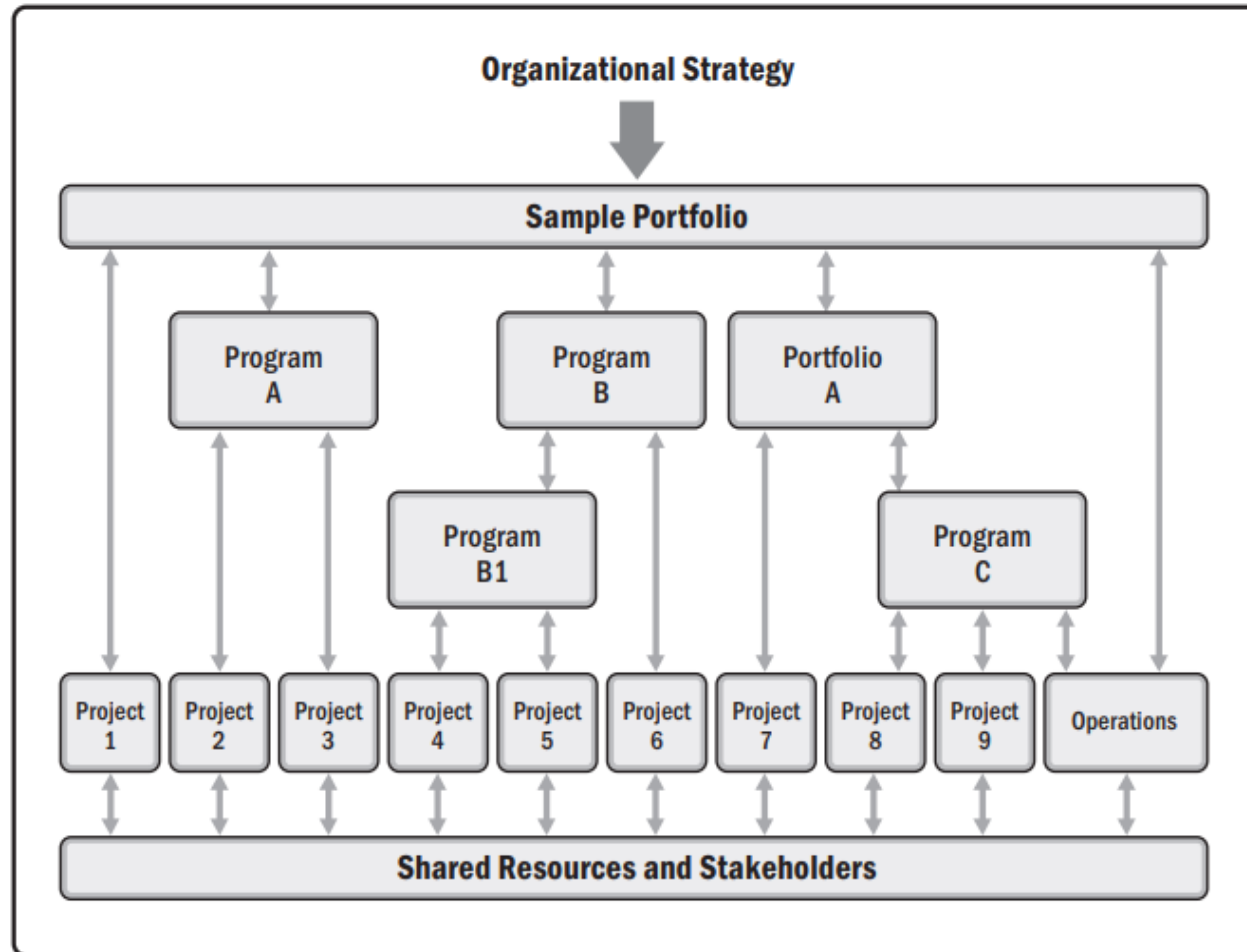 Organizational Strategy
Sample Portfolio
Program
A
Program
B
Portfolio
A
Program
B1
Program
C
Project
1
Project
2
Project
3
Project
4
Project
5
Project
6
Project
7
Project
8
Project
9
Operations
Shared Resources and Stakeholders